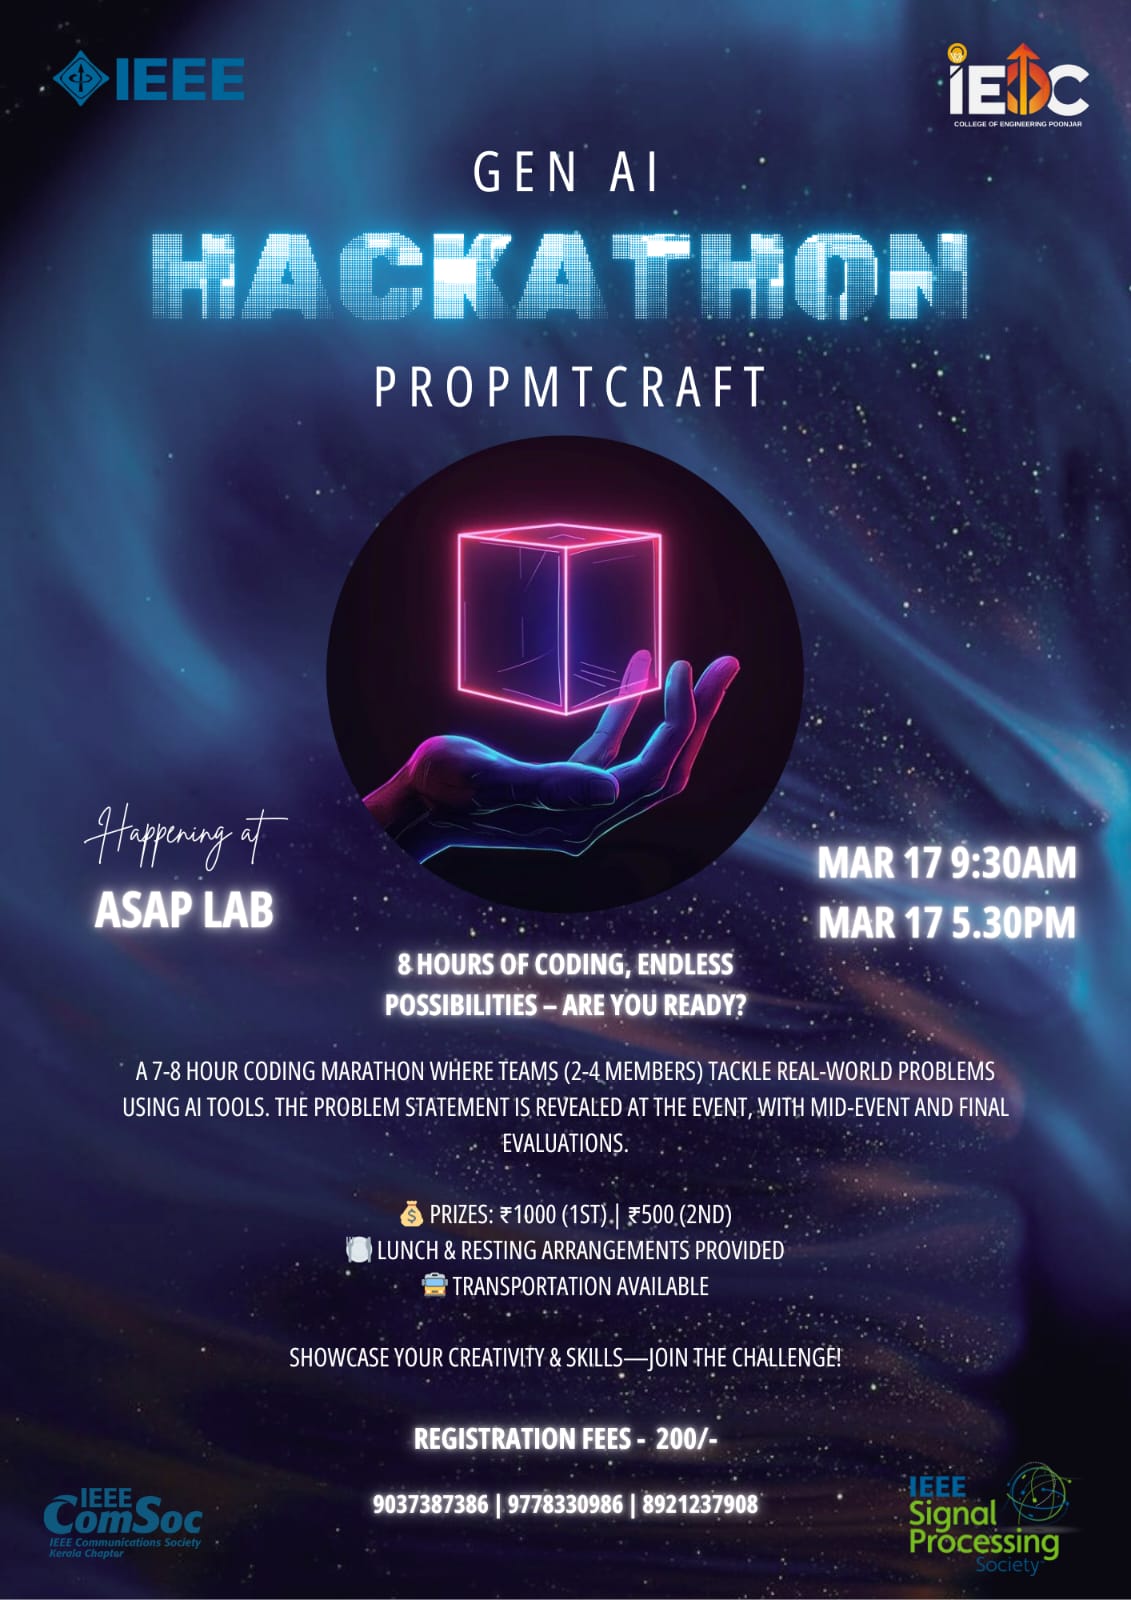 IEEE
iEDC
COLLEGE OF ENGINEERING POONJAR
GEN AI
HACKATHON
PROPMTCRAFT
Happening at
ASAP LAB
MAR 17 9:30AM
MAR 17 5.30PM
8 HOURS OF CODING, ENDLESS
POSSIBILITIES – ARE YOU READY?
A 7-8 HOUR CODING MARATHON WHERE TEAMS (2-4 MEMBERS) TACKLE REAL-WORLD PROBLEMS
USING AI TOOLS. THE PROBLEM STATEMENT IS REVEALED AT THE EVENT, WITH MID-EVENT AND FINAL
EVALUATIONS.
PRIZES: ₹1000 (1ST) | ₹500 (2ND)
LUNCH & RESTING ARRANGEMENTS PROVIDED
TRANSPORTATION AVAILABLE
SHOWCASE YOUR CREATIVITY & SKILLS—JOIN THE CHALLENGE!
REGISTRATION FEES - 200/-
9037387386 | 9778330986 | 8921237908
IEEE
ComSoc
IEEE Communications Society
Kerala Chapter
IEEE
Signal
Processing
Society